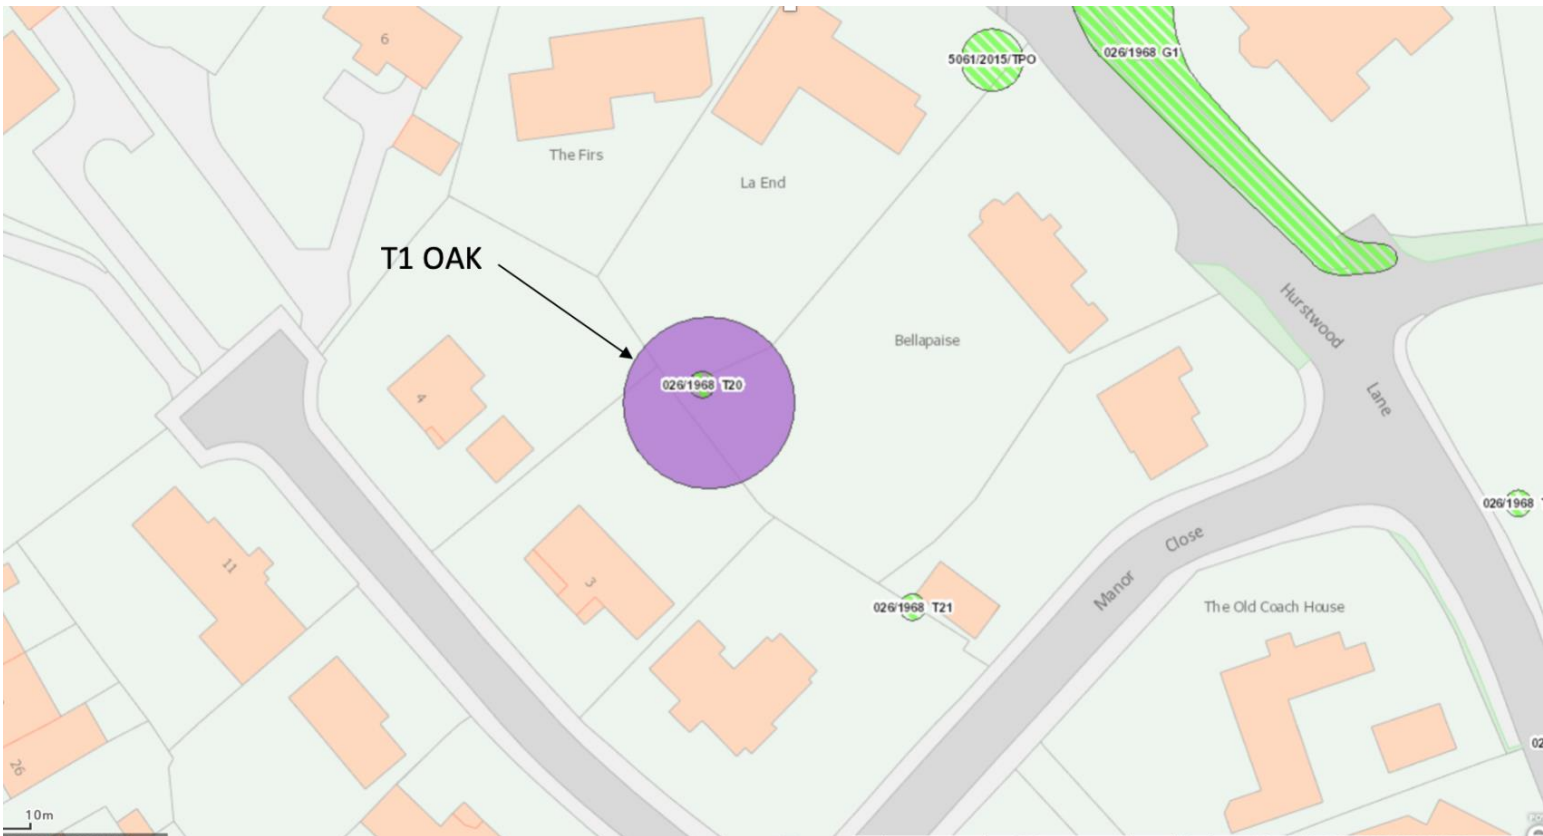 6
5061/2015/TPO
026/1968 G1
The Firs
La End
T1 OAK
Hurstwood
Lane
Bellapaise
026/1968 T20
4
026/1968
11
3
Manor
Close
026/1968 T21
The Old Coach House
26
10m